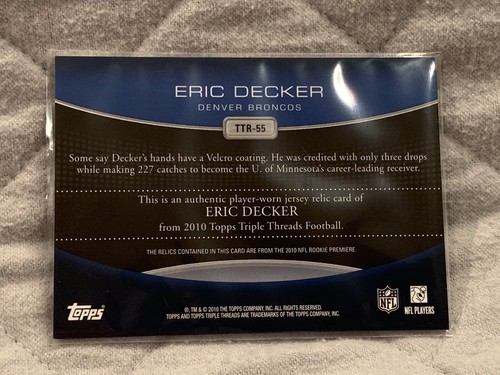 ERIC DECKER
DENVER BRONCOS
TTR-55
Some say Decker's hands have a Velcro coating. He was credited with only three drops
while making 227 catches to become the U. of Minnesota's career-leading receiver.
This is an authentic player-worn jersey relic card of
ERIC DECKER
from 2010 Topps Triple Threads Football.
THE RELICS CONTAINED IN THIS CARD ARE FROM THE 2010 NFL ROOKIE PREMIERE.
Topps
®, TM & © 2010 THE TOPPS COMPANY, INC. ALL RIGHTS RESERVED.
TOPPS AND TOPPS TRIPLE THREADS ARE TRADEMARKS OF THE TOPPS COMPANY, INC.
NFL
NFL PLAYERS